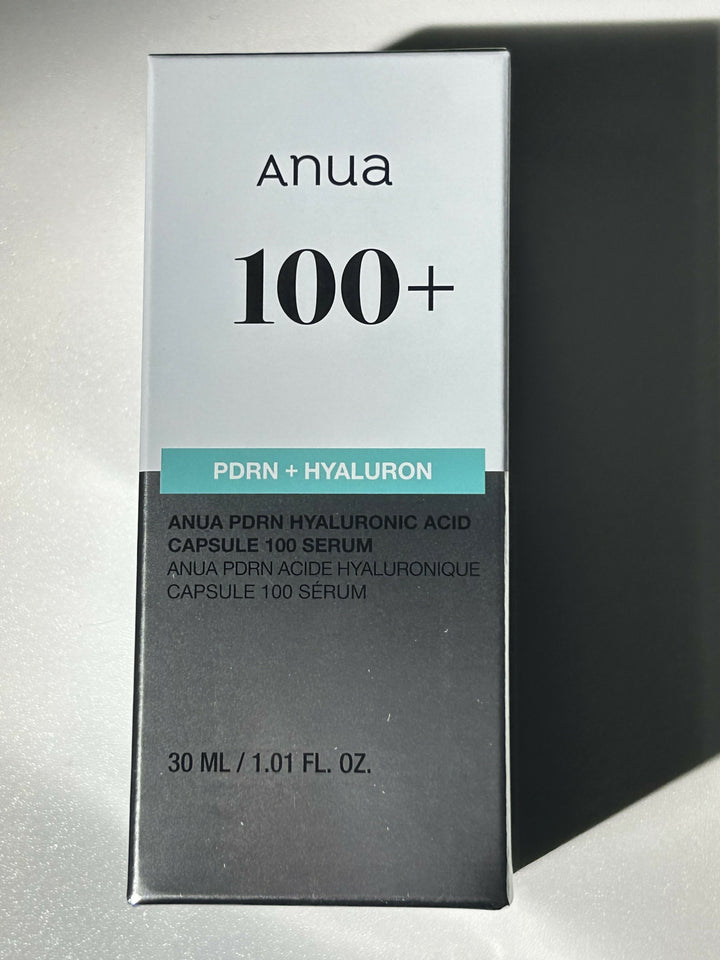 Anua
100+
PDRN + HYALURON
ANUA PDRN HYALURONIC ACID
CAPSULE 100 SERUM
ANUA PDRN ACIDE HYALURONIQUE
CAPSULE 100 SÉRUM
30 ML / 1.01 FL. OZ.